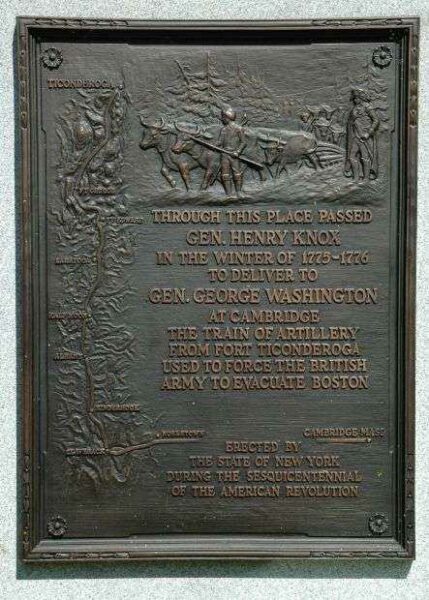 TICONDEROGA
THROUGH THIS PLACE PASSED
GEN. HENRY KNOX
IN THE WINTER OF 1775-1776
TO DELIVER TO
GEN. GEORGE WASHINGTON
AT CAMBRIDGE
THE TRAIN OF ARTILLERY
FROM FORT TICONDEROGA
USED TO FORCE THE BRITISH
ARMY TO EVACUATE BOSTON
KINDERHOOK
CAMBRIDGE MASS
ERECTED BY
THE STATE OF NEW YORK
DURING THE SESQUICENTENNIAL
OF THE AMERICAN REVOLUTION